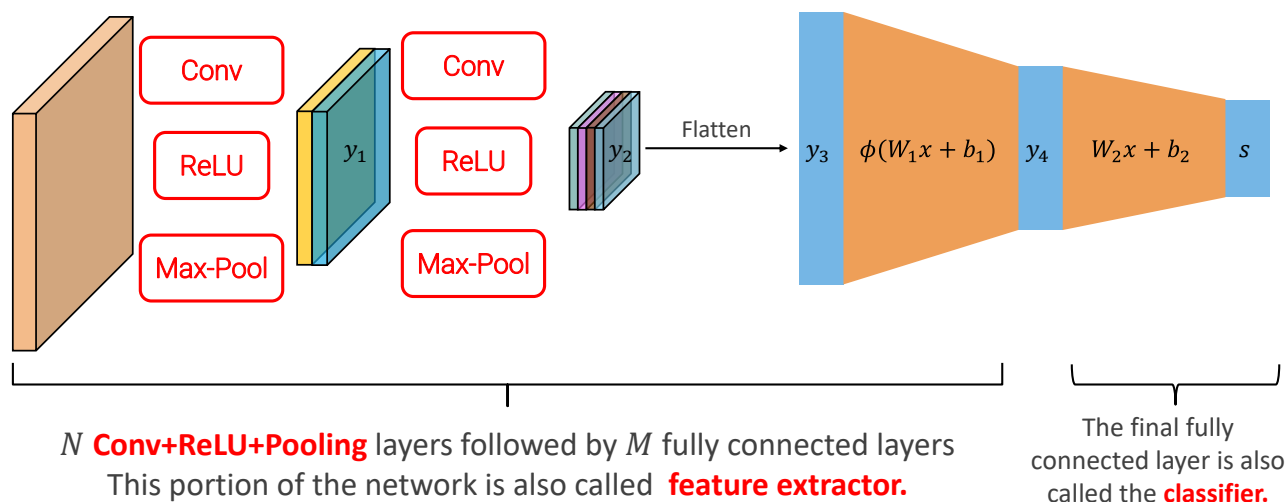 Conv
ReLU
Max-Pool
y₁
Conv
ReLU
Max-Pool
y₂
Flatten
y₃
ϕ(W₁x + b₁)
y₄
W₂x + b₂
s
N Conv+ReLU+Pooling layers followed by M fully connected layers
This portion of the network is also called feature extractor.
The final fully
connected layer is also
called the classifier.